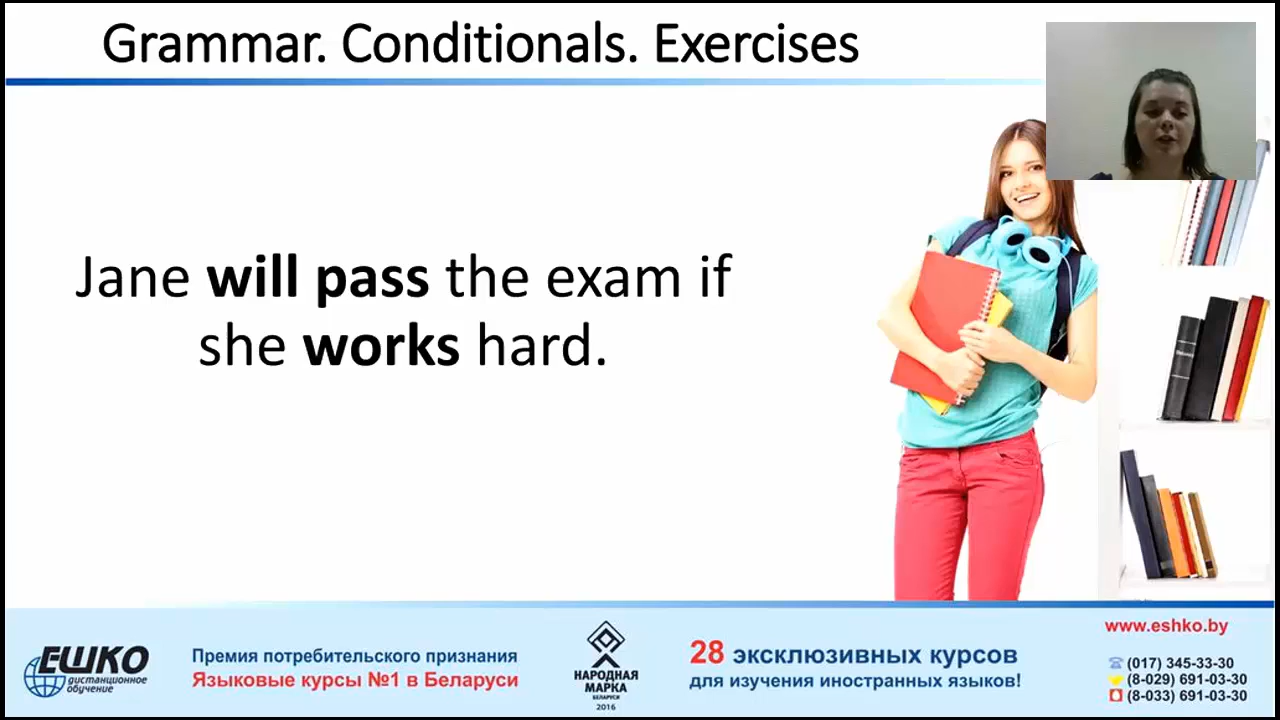 Grammar. Conditionals. Exercises
Jane will pass the exam if
she works hard.
ЕШКО
дистанционное
обучение
Премия потребительского признания
Языковые курсы №1 в Беларуси
НАРОДНАЯ
МАРКА
БЕЛАРУСИ
2016
28 эксклюзивных курсов
для изучения иностранных языков!
www.eshko.by
(017) 345-33-30
(8-029) 691-03-30
(8-033) 691-03-30